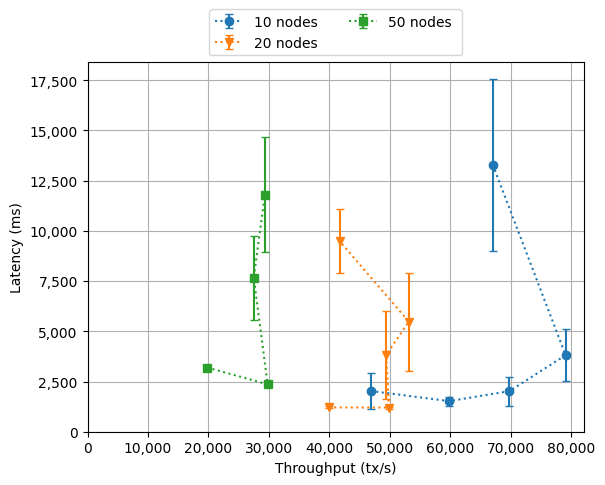 10 nodes
20 nodes
50 nodes
17,500
15,000
12,500
10,000
7,500
5,000
2,500
0
Latency (ms)
0 10,000 20,000 30,000 40,000 50,000 60,000 70,000 80,000
Throughput (tx/s)